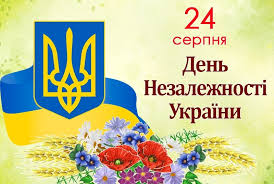 24
серпня
День
Незалежності
України